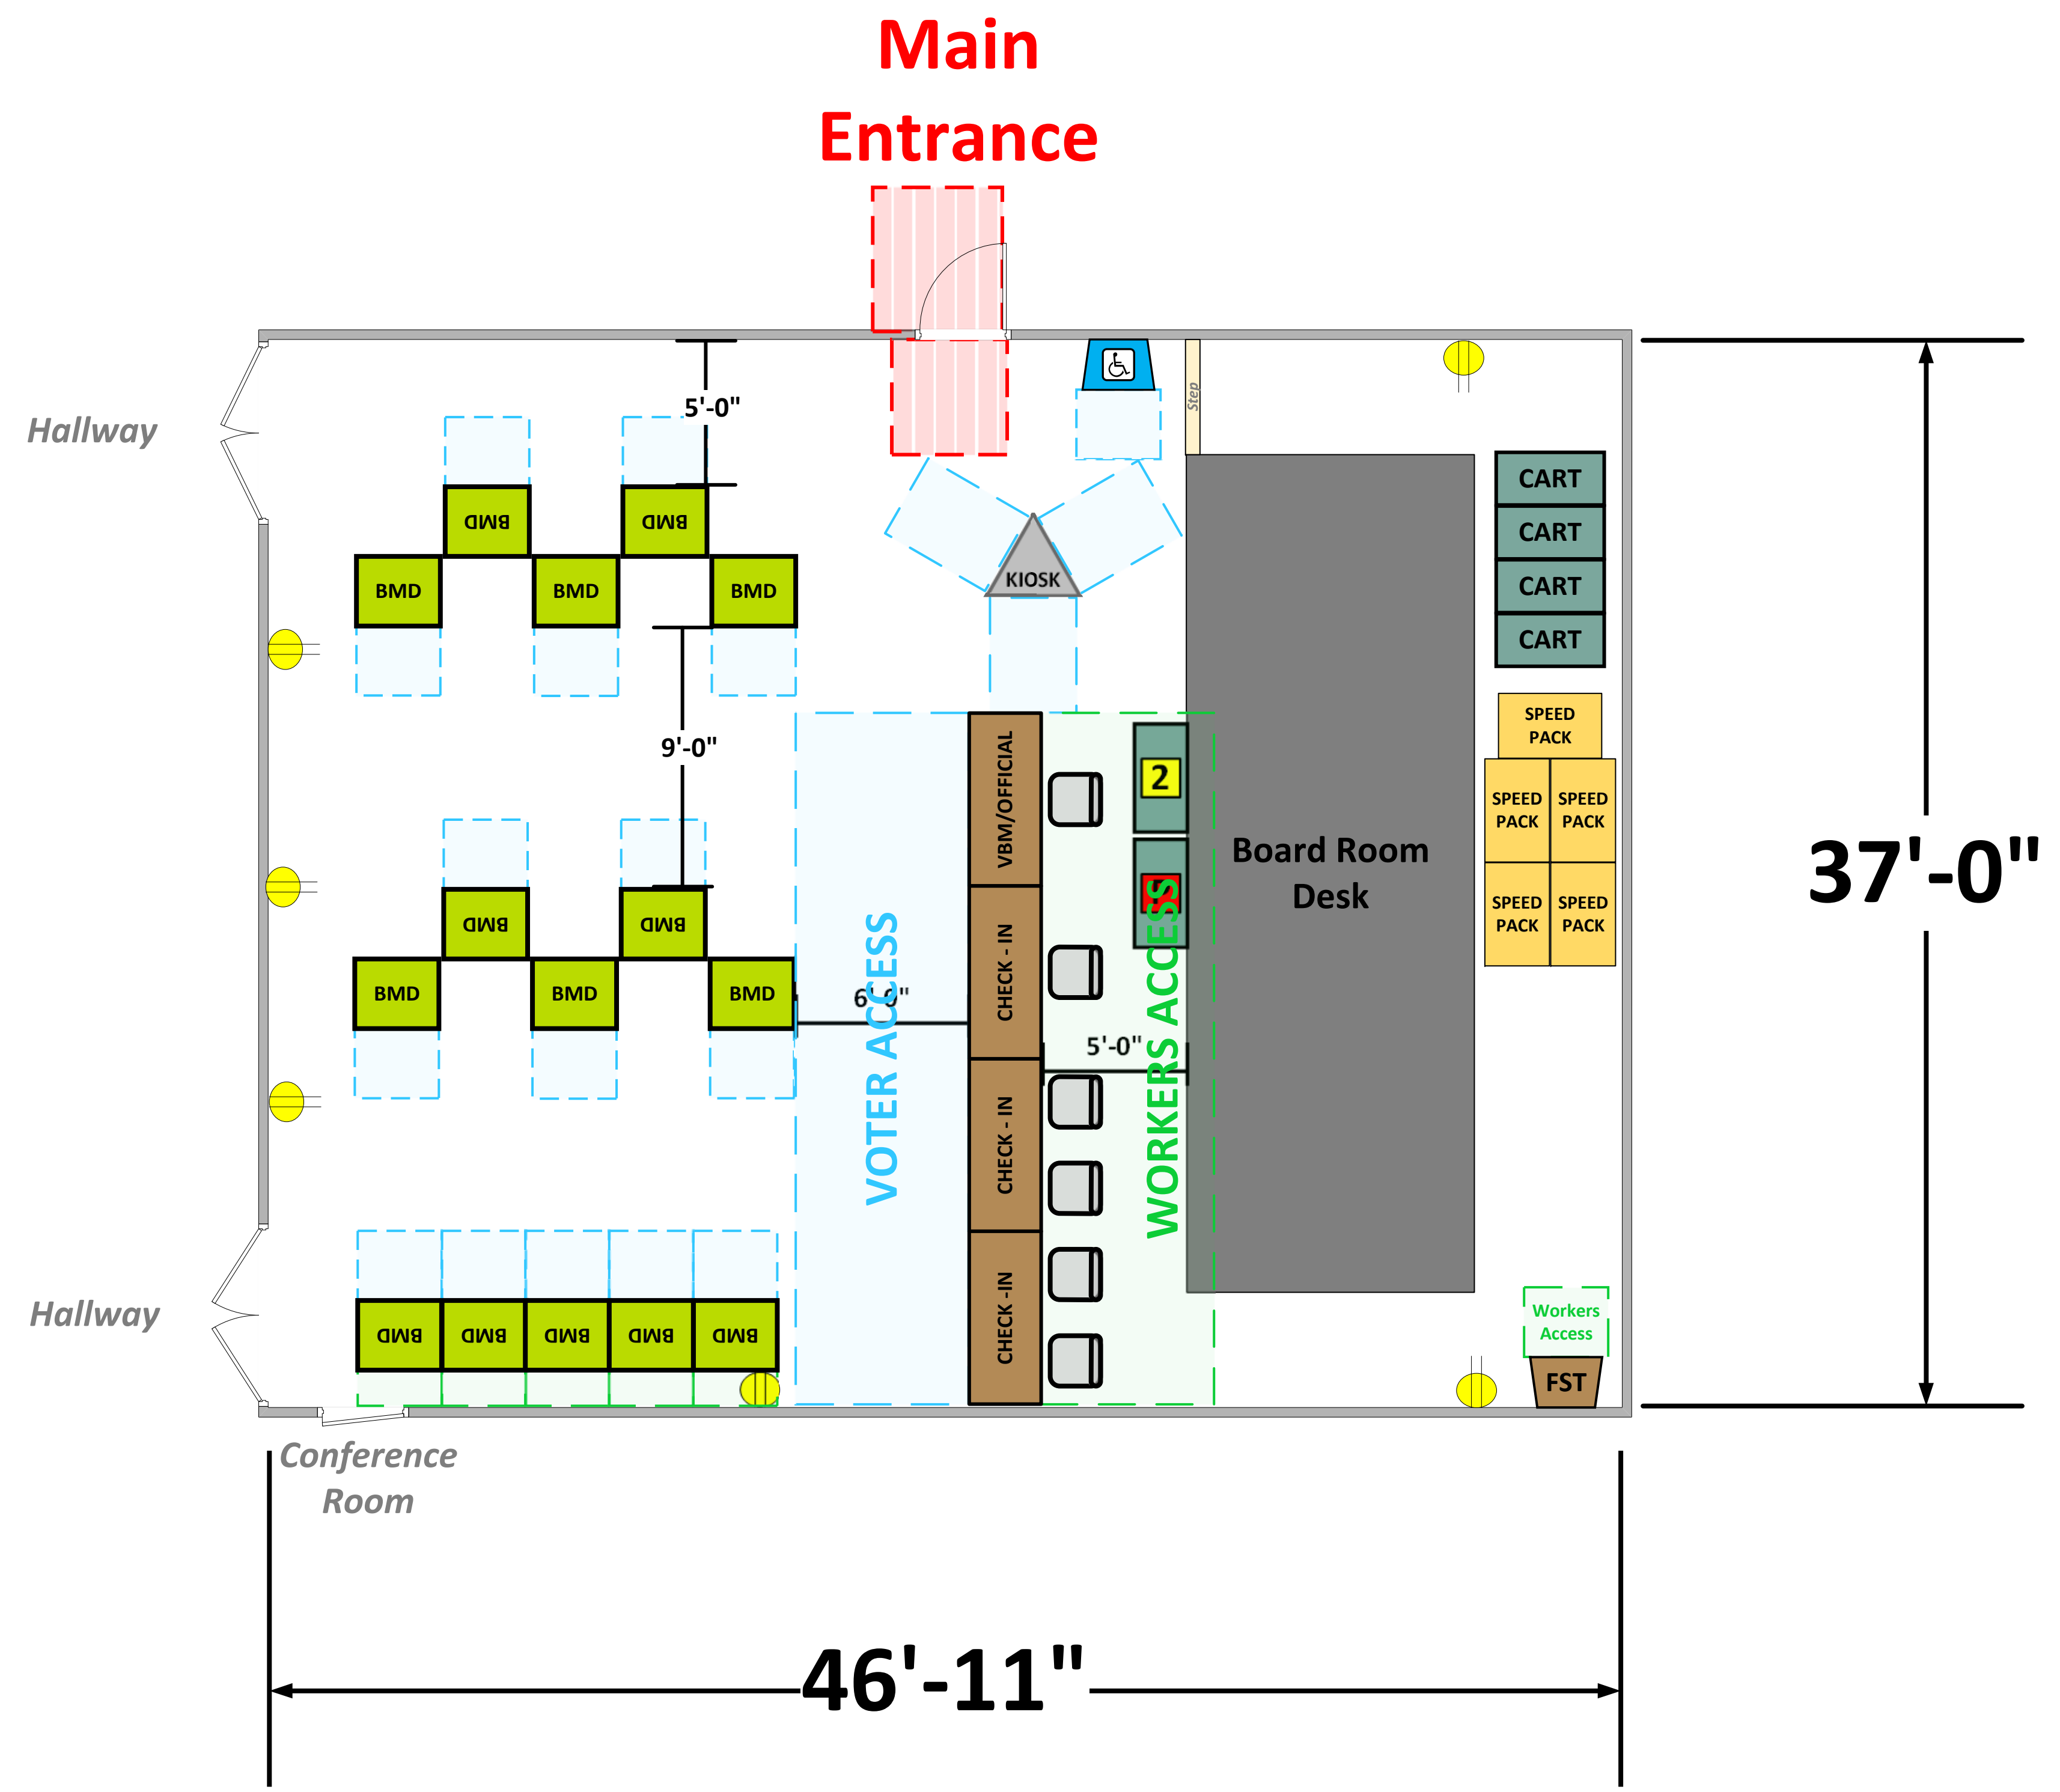 Main
Entrance
Hallway
5'-0"
Step
BMD
BMD
BMD
BMD
BMD
KIOSK
CART
CART
CART
CART
9'-0"
SPEED
PACK
SPEED
PACK
SPEED
PACK
SPEED
PACK
SPEED
PACK
VBM/OFFICIAL
2
Board Room
Desk
37'-0"
BMD
BMD
BMD
BMD
BMD
6'-0"
VOTER ACCESS
CHECK - IN
5'-0"
WORKERS ACCESS
CHECK - IN
CHECK -IN
Hallway
BMD
BMD
BMD
BMD
BMD
Workers
Access
FST
Conference
Room
46'-11"